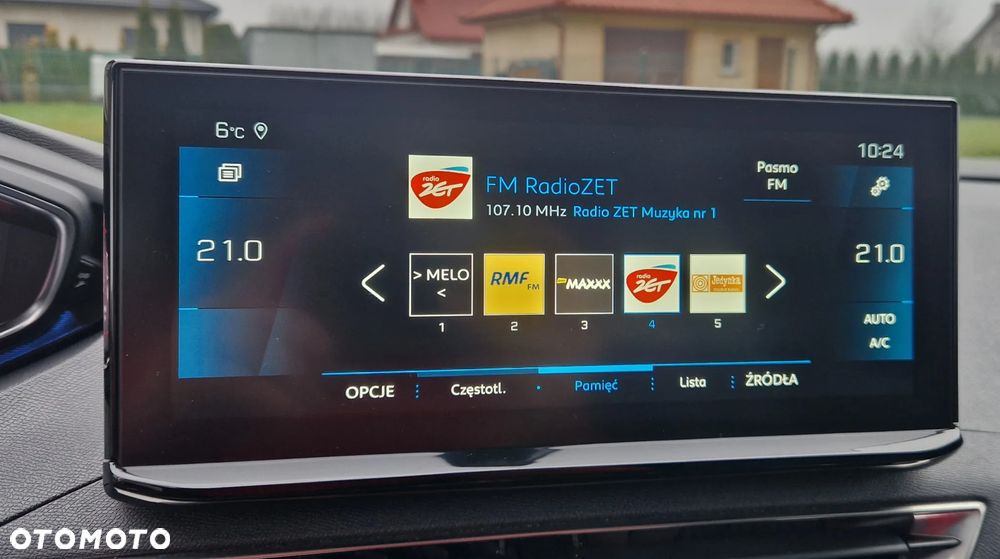 6°C
10:24
radio ZET
FM RadioZET
107.10 MHz Radio ZET Muzyka nr 1
Pasmo
FM
21.0
21.0
> MELO
<
RMF FM
MAXXX
radio ZET
Jedynka
1
2
3
4
5
AUTO
A/C
OPCJE
Częstotl.
Pamięć
Lista
ŹRÓDŁA
OTOMOTO